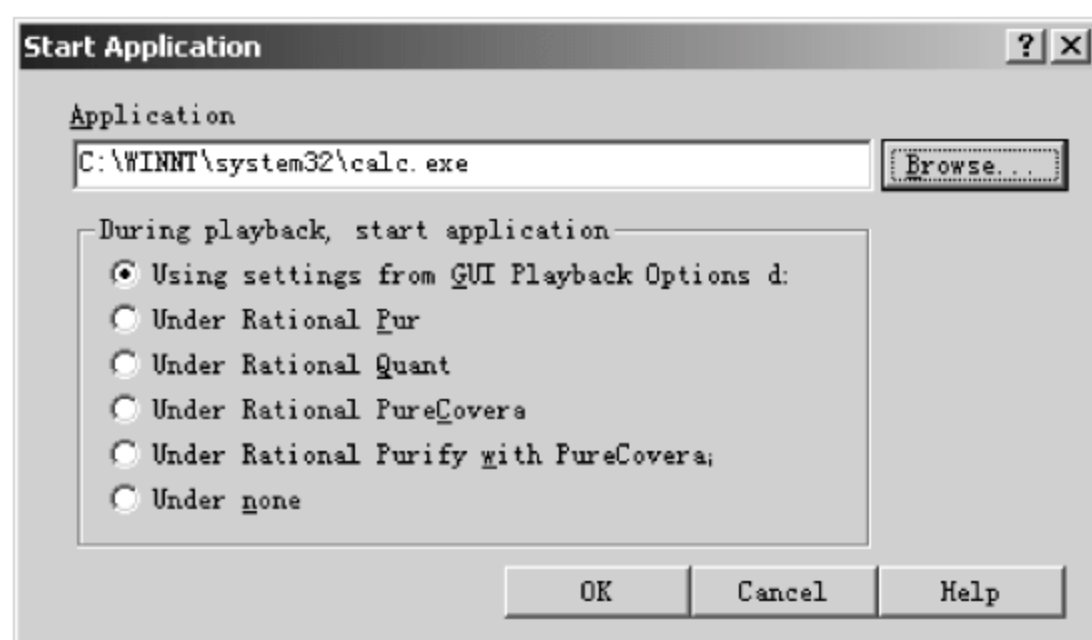 Start Application
Application
C:\WINNT\system32\calc.exe
Browse...
During playback, start application
Using settings from GUI Playback Options d:
Under Rational Pur
Under Rational Quant
Under Rational PureCovera
Under Rational Purify with PureCovera;
Under none
OK Cancel Help